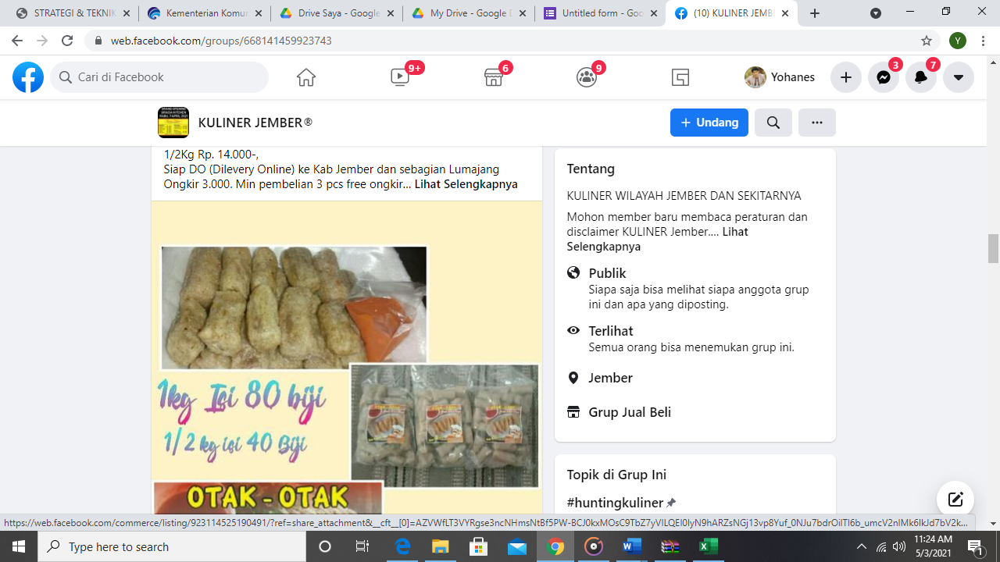 STRATEGI & TEKNIK
Kementerian Komun
Drive Saya - Google
My Drive - Google D
Untitled form - Goo
(10) KULINER JEMBE
web.facebook.com/groups/668141459923743
Y
Cari di Facebook
9+
6
9
Yohanes
3
7
KULINER JEMBER®
Undang
1/2Kg Rp. 14.000-,
Siap DO (Dilevery Online) ke Kab Jember dan sebagian Lumajang
Ongkir 3.000. Min pembelian 3 pcs free ongkir... Lihat Selengkapnya
1kg Isi 80 biji
1/2 kg isi 40 Biji
OTAK - OTAK
Tentang
KULINER WILAYAH JEMBER DAN SEKITARNYA
Mohon member baru membaca peraturan dan
disclaimer KULINER Jember.... Lihat
Selengkapnya
Publik
Siapa saja bisa melihat siapa anggota grup
ini dan apa yang diposting.
Terlihat
Semua orang bisa menemukan grup ini.
Jember
Grup Jual Beli
Topik di Grup Ini
#huntingkuliner
Type here to search
11:24 AM
5/3/2021
1